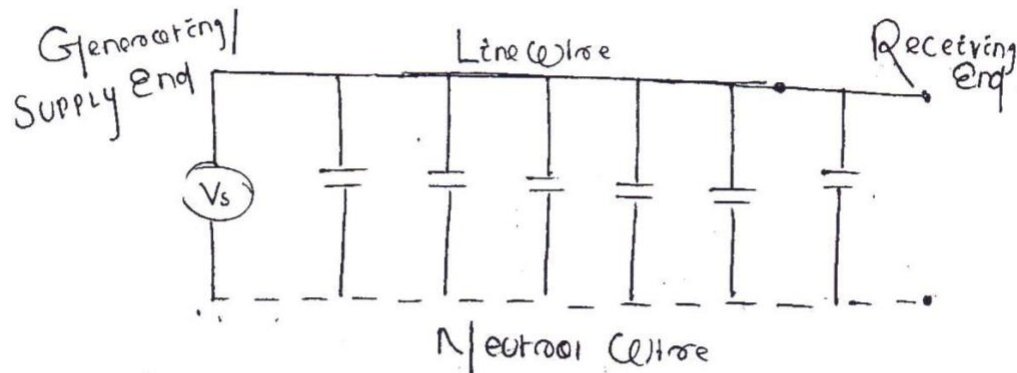 Generating/
Supply End
Line Wire
Receiving
End
Vs
Neutral Wire